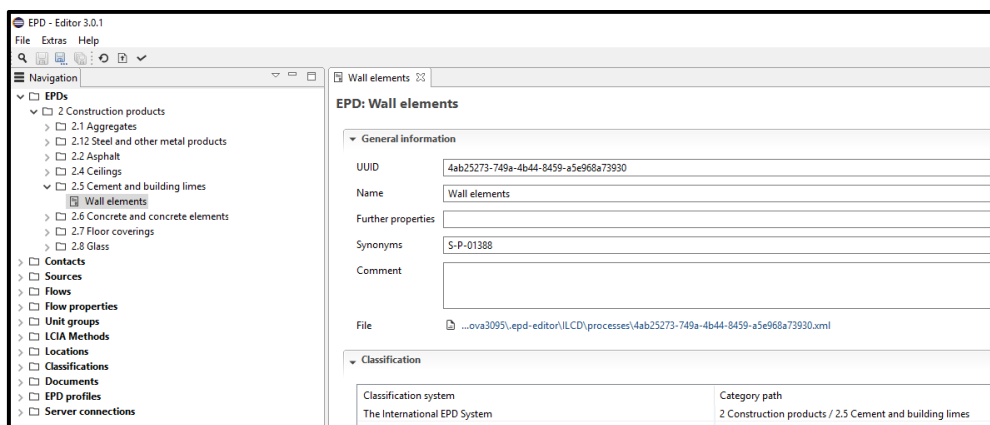 EPD - Editor 3.0.1
File Extras Help
Navigation
EPDs
2 Construction products
2.1 Aggregates
2.12 Steel and other metal products
2.2 Asphalt
2.4 Ceilings
2.5 Cement and building limes
Wall elements
2.6 Concrete and concrete elements
2.7 Floor coverings
2.8 Glass
Contacts
Sources
Flows
Flow properties
Unit groups
LCIA Methods
Locations
Classifications
Documents
EPD profiles
Server connections
Wall elements
EPD: Wall elements
General information
UUID 4ab25273-749a-4b44-8459-a5e968a73930
Name Wall elements
Further properties
Synonyms S-P-01388
Comment
File ...ova3095\.epd-editor\ILCD\processes\4ab25273-749a-4b44-8459-a5e968a73930.xml
Classification
Classification system Category path
The International EPD System 2 Construction products / 2.5 Cement and building limes